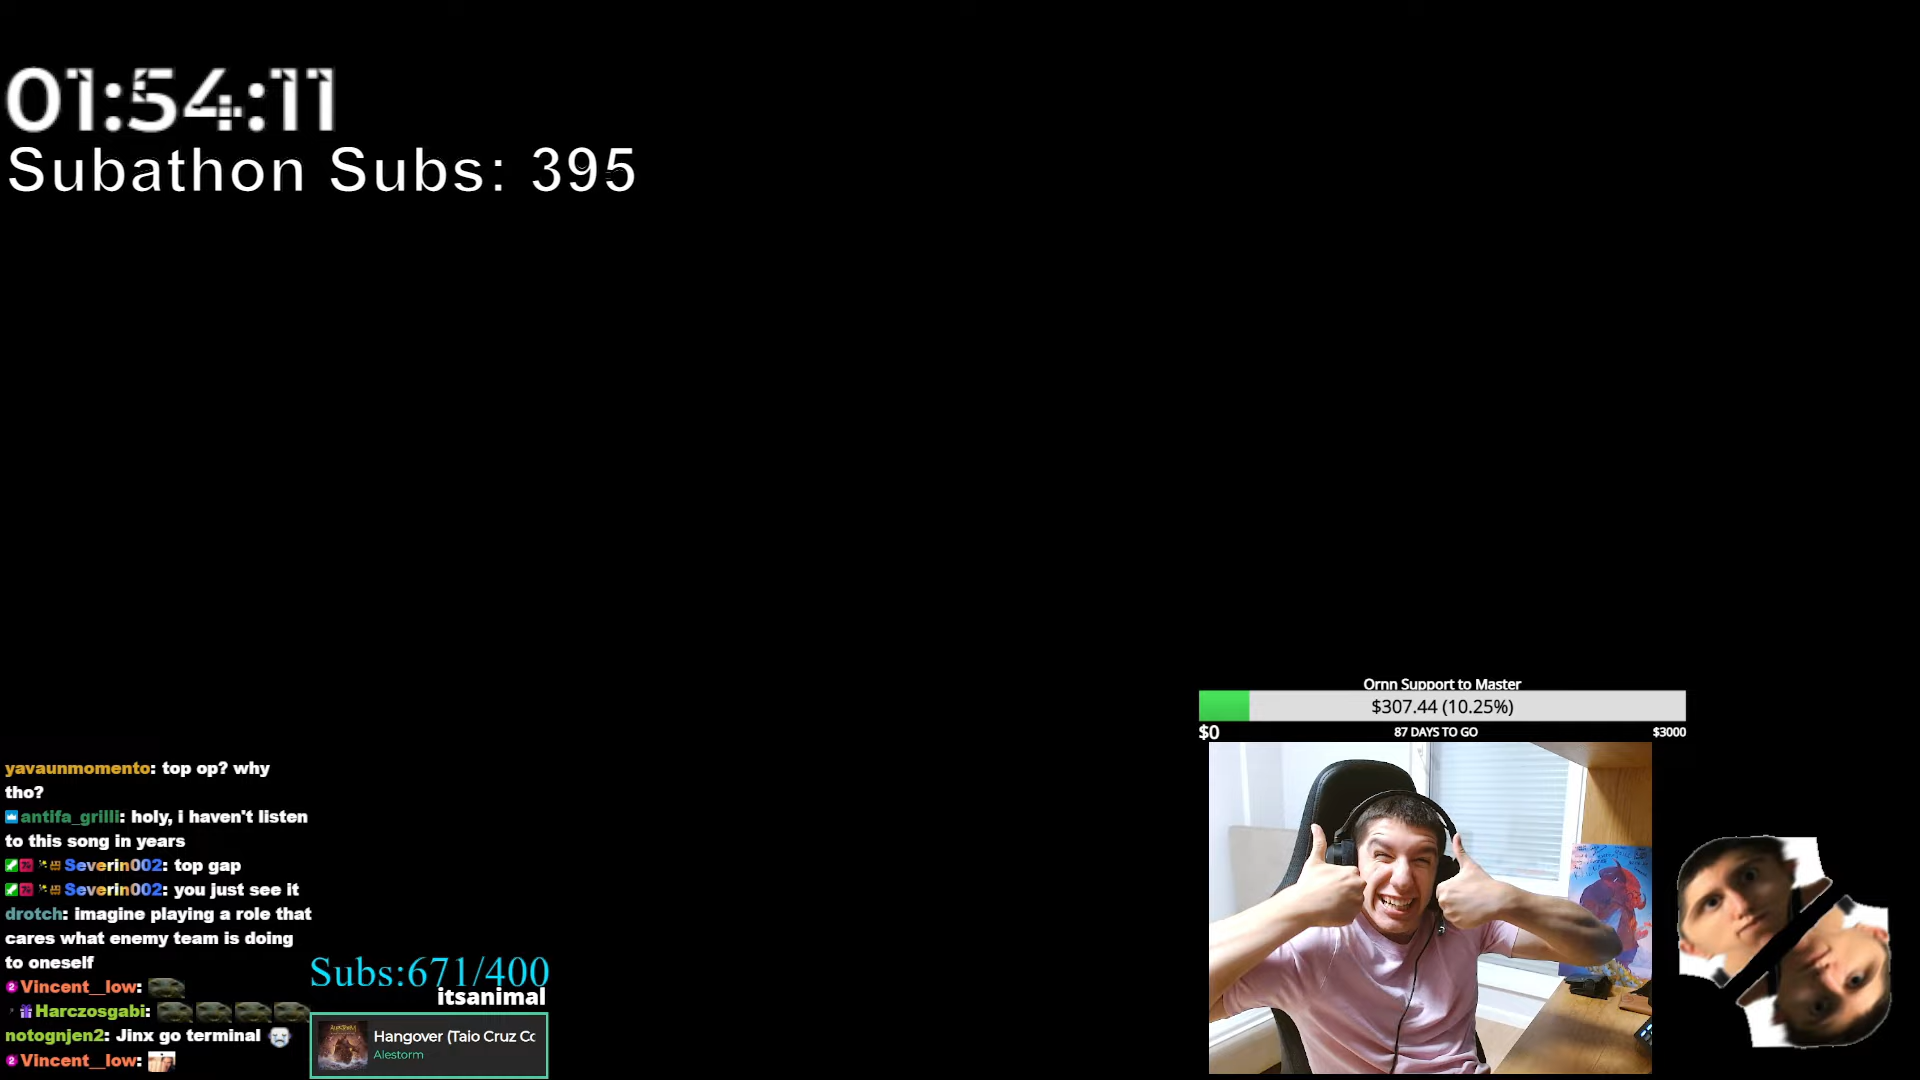 01:54:11
Subathon Subs: 395
Ornn Support to Master
$307.44 (10.25%)
$0
87 DAYS TO GO
$3000
yavaunmomento: top op? why
tho?
antifa_grilli: holy, i haven't listen
to this song in years
Severin002: top gap
Severin002: you just see it
drotch: imagine playing a role that
cares what enemy team is doing
to oneself
Vincent__low:
Harczosgabi:
notognjen2: Jinx go terminal
Vincent__low:
Subs:671/400
itsanimal
Hangover (Taio Cruz Co
Alestorm